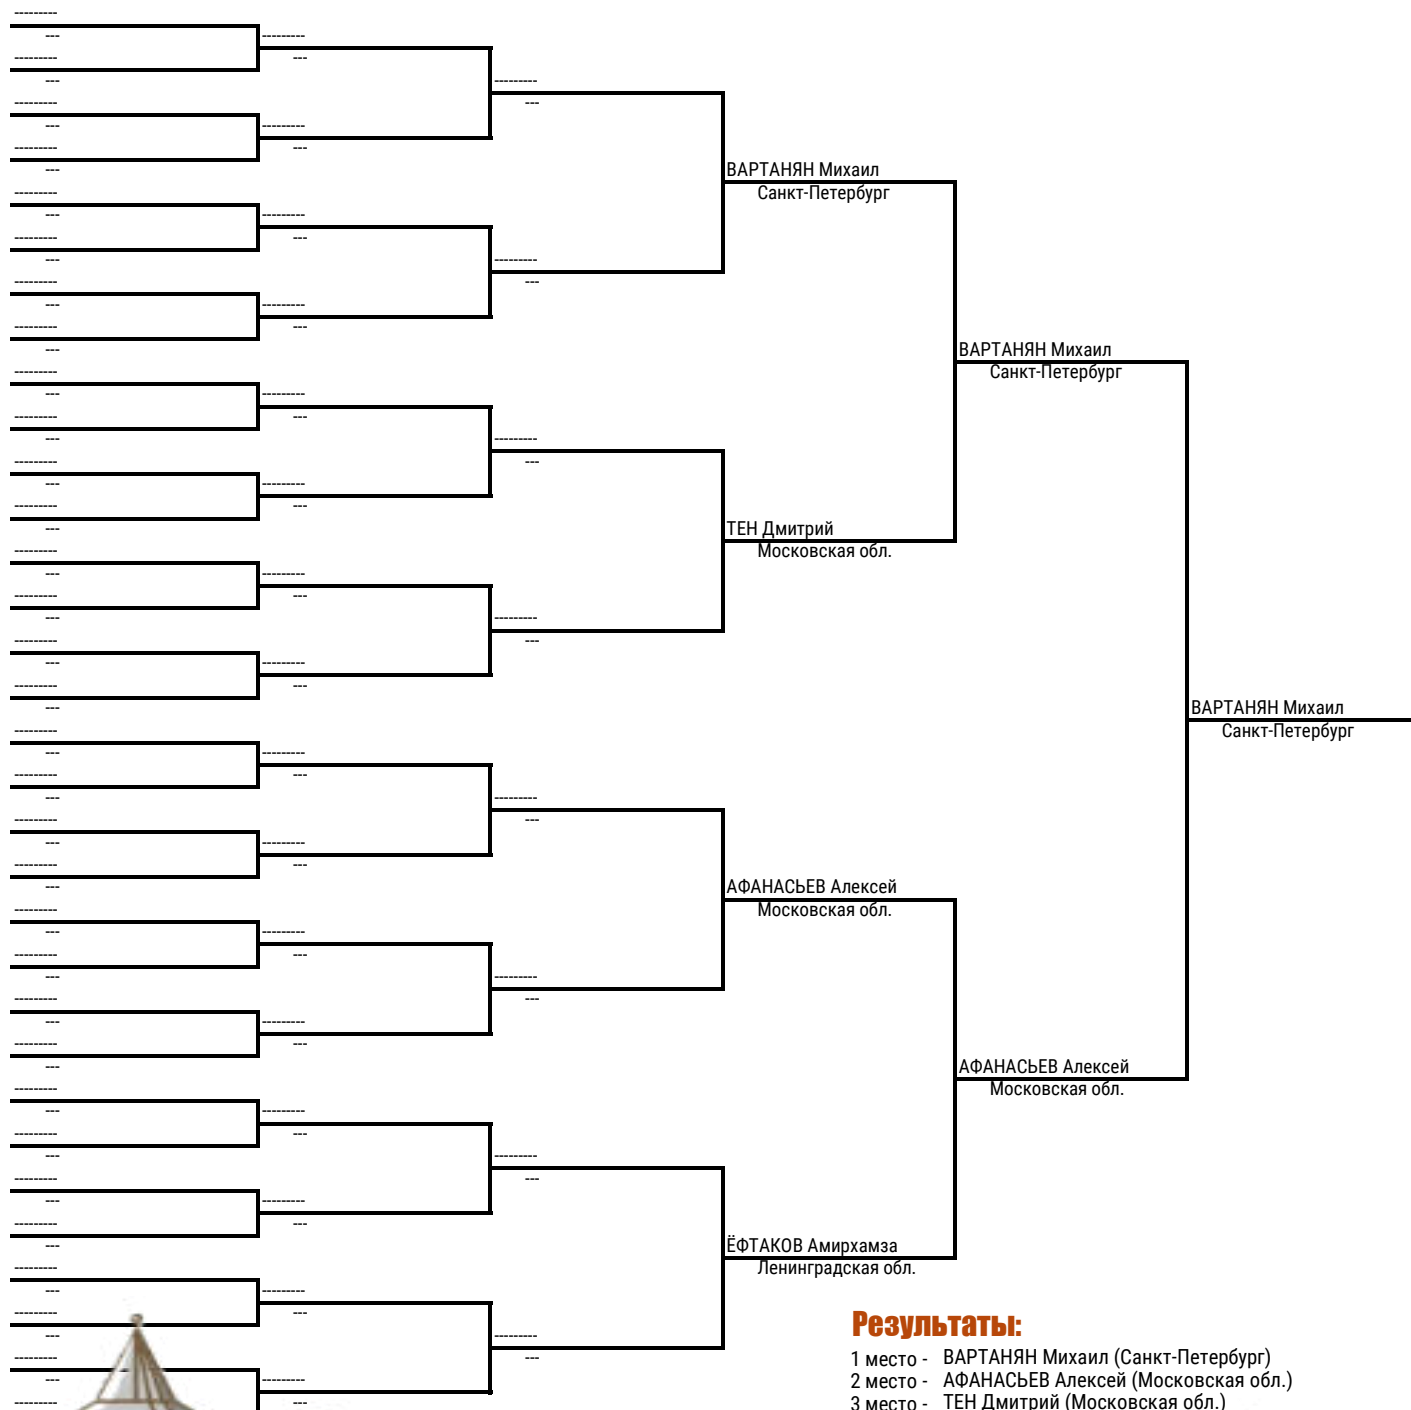 ВАРТАНЯН Михаил
Санкт-Петербург
ВАРТАНЯН Михаил
Санкт-Петербург
ТЕН Дмитрий
Московская обл.
ВАРТАНЯН Михаил
Санкт-Петербург
АФАНАСЬЕВ Алексей
Московская обл.
АФАНАСЬЕВ Алексей
Московская обл.
ЁФТАКОВ Амирхамза
Ленинградская обл.
Результаты:
1 место - ВАРТАНЯН Михаил (Санкт-Петербург)
2 место - АФАНАСЬЕВ Алексей (Московская обл.)
3 место - ТЕН Дмитрий (Московская обл.)